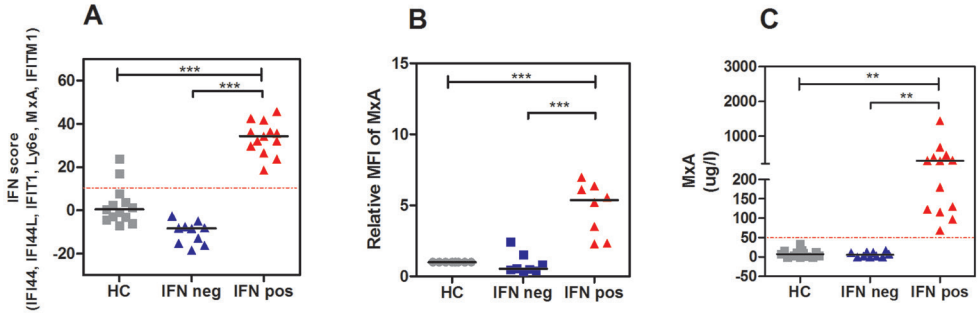 A
IFN score
(IFI44, IFI44L, IFIT1, Ly6e, MxA, IFITM1)
60
40
20
0
-20
***
***
HC
IFN neg
IFN pos
B
Relative MFI of MxA
15
10
5
0
***
***
HC
IFN neg
IFN pos
C
MxA
(ug/l)
3000
2000
1000
200
150
100
50
0
50
**
**
HC
IFN neg
IFN pos